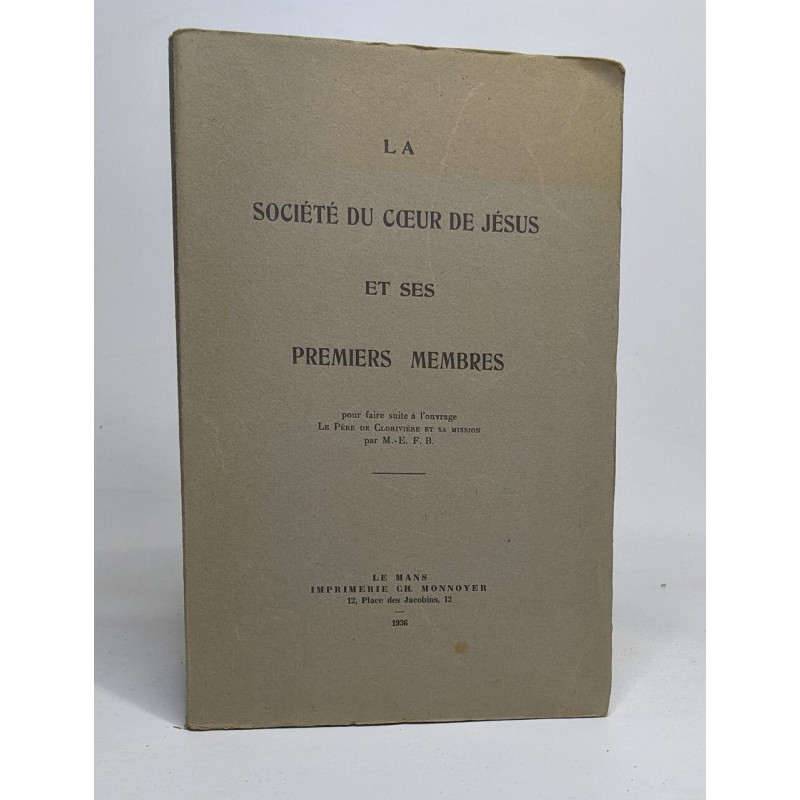 LA
SOCIÉTÉ DU CŒUR DE JÉSUS
ET SES
PREMIERS MEMBRES
pour faire suite à l'ouvrage
LE PÈRE DE CLORIVIÈRE ET SA MISSION
par M.-E. F. B.
LE MANS
IMPRIMERIE CH. MONNOYER
12, Place des Jacobins, 12
1936